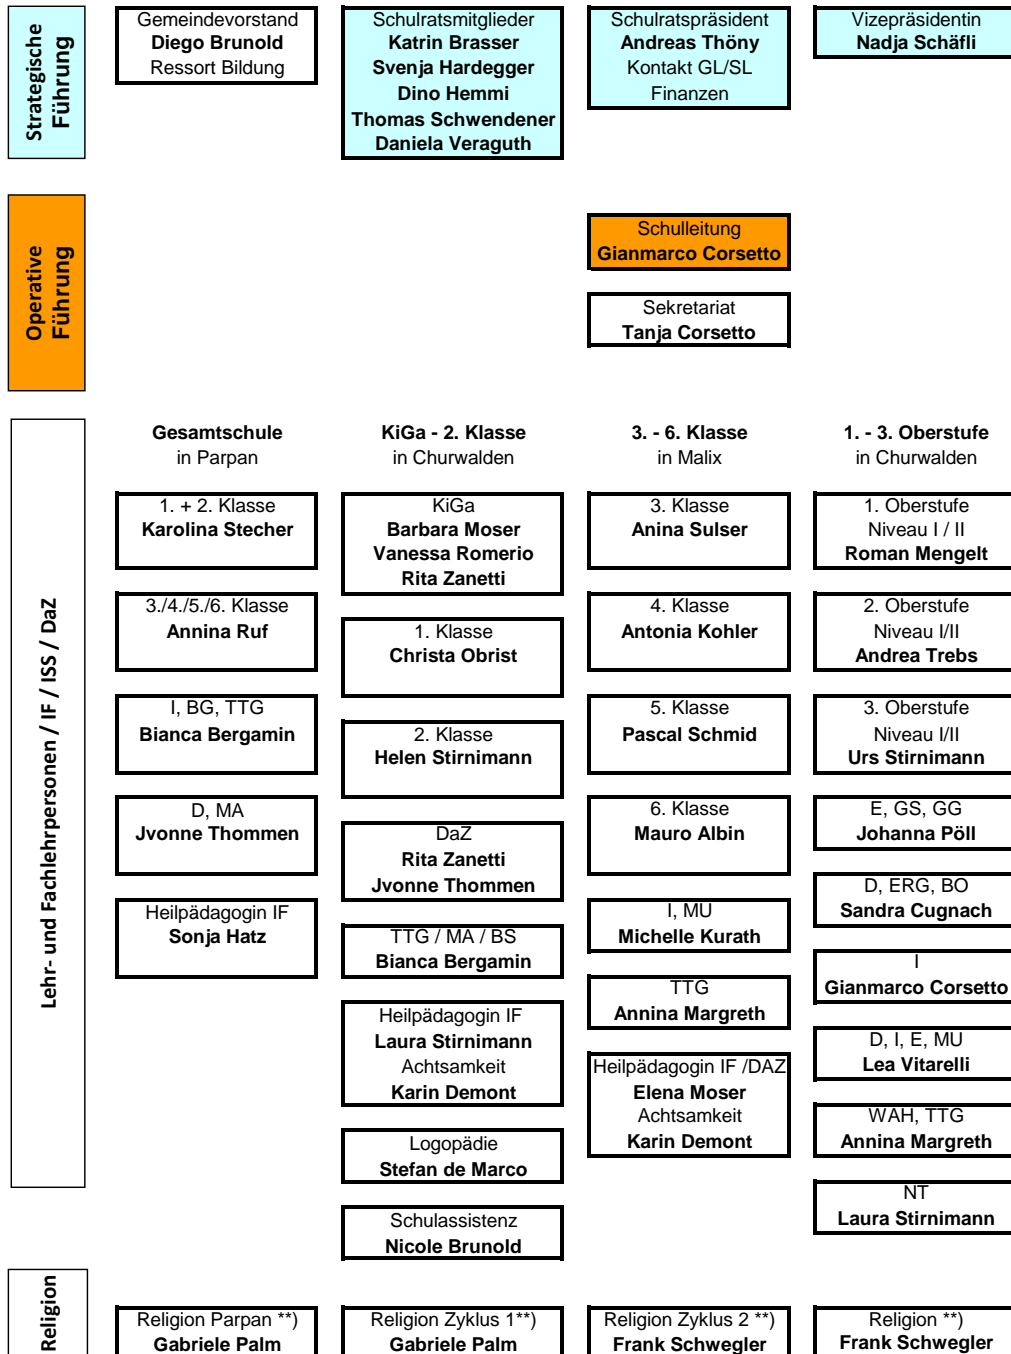 Strategische
Führung
Gemeindevorstand
Diego Brunold
Ressort Bildung
Schulratsmitglieder
Katrin Brasser
Svenja Hardegger
Dino Hemmi
Thomas Schwendener
Daniela Veraguth
Schulratspräsident
Andreas Thöny
Kontakt GL/SL
Finanzen
Vizepräsidentin
Nadja Schäfli
Operative
Führung
Schulleitung
Gianmarco Corsetto
Sekretariat
Tanja Corsetto
Lehr- und Fachlehrpersonen / IF / ISS / DaZ
Gesamtschule
in Parpan
1. + 2. Klasse
Karolina Stecher
3./4./5./6. Klasse
Annina Ruf
I, BG, TTG
Bianca Bergamin
D, MA
Jvonne Thommen
Heilpädagogin IF
Sonja Hatz
KiGa - 2. Klasse
in Churwalden
KiGa
Barbara Moser
Vanessa Romerio
Rita Zanetti
1. Klasse
Christa Obrist
2. Klasse
Helen Stirnimann
DaZ
Rita Zanetti
Jvonne Thommen
TTG / MA / BS
Bianca Bergamin
Heilpädagogin IF
Laura Stirnimann
Achtsamkeit
Karin Demont
Logopädie
Stefan de Marco
Schulassistenz
Nicole Brunold
3. - 6. Klasse
in Malix
3. Klasse
Anina Sulser
4. Klasse
Antonia Kohler
5. Klasse
Pascal Schmid
6. Klasse
Mauro Albin
I, MU
Michelle Kurath
TTG
Annina Margreth
Heilpädagogin IF /DAZ
Elena Moser
Achtsamkeit
Karin Demont
1. - 3. Oberstufe
in Churwalden
1. Oberstufe
Niveau I / II
Roman Mengelt
2. Oberstufe
Niveau I/II
Andrea Trebs
3. Oberstufe
Niveau I/II
Urs Stirnimann
E, GS, GG
Johanna Pöll
D, ERG, BO
Sandra Cugnach
I
Gianmarco Corsetto
D, I, E, MU
Lea Vitarelli
WAH, TTG
Annina Margreth
NT
Laura Stirnimann
Religion
Religion Parpan **)
Gabriele Palm
Religion Zyklus 1**)
Gabriele Palm
Religion Zyklus 2 **)
Frank Schwegler
Religion **)
Frank Schwegler